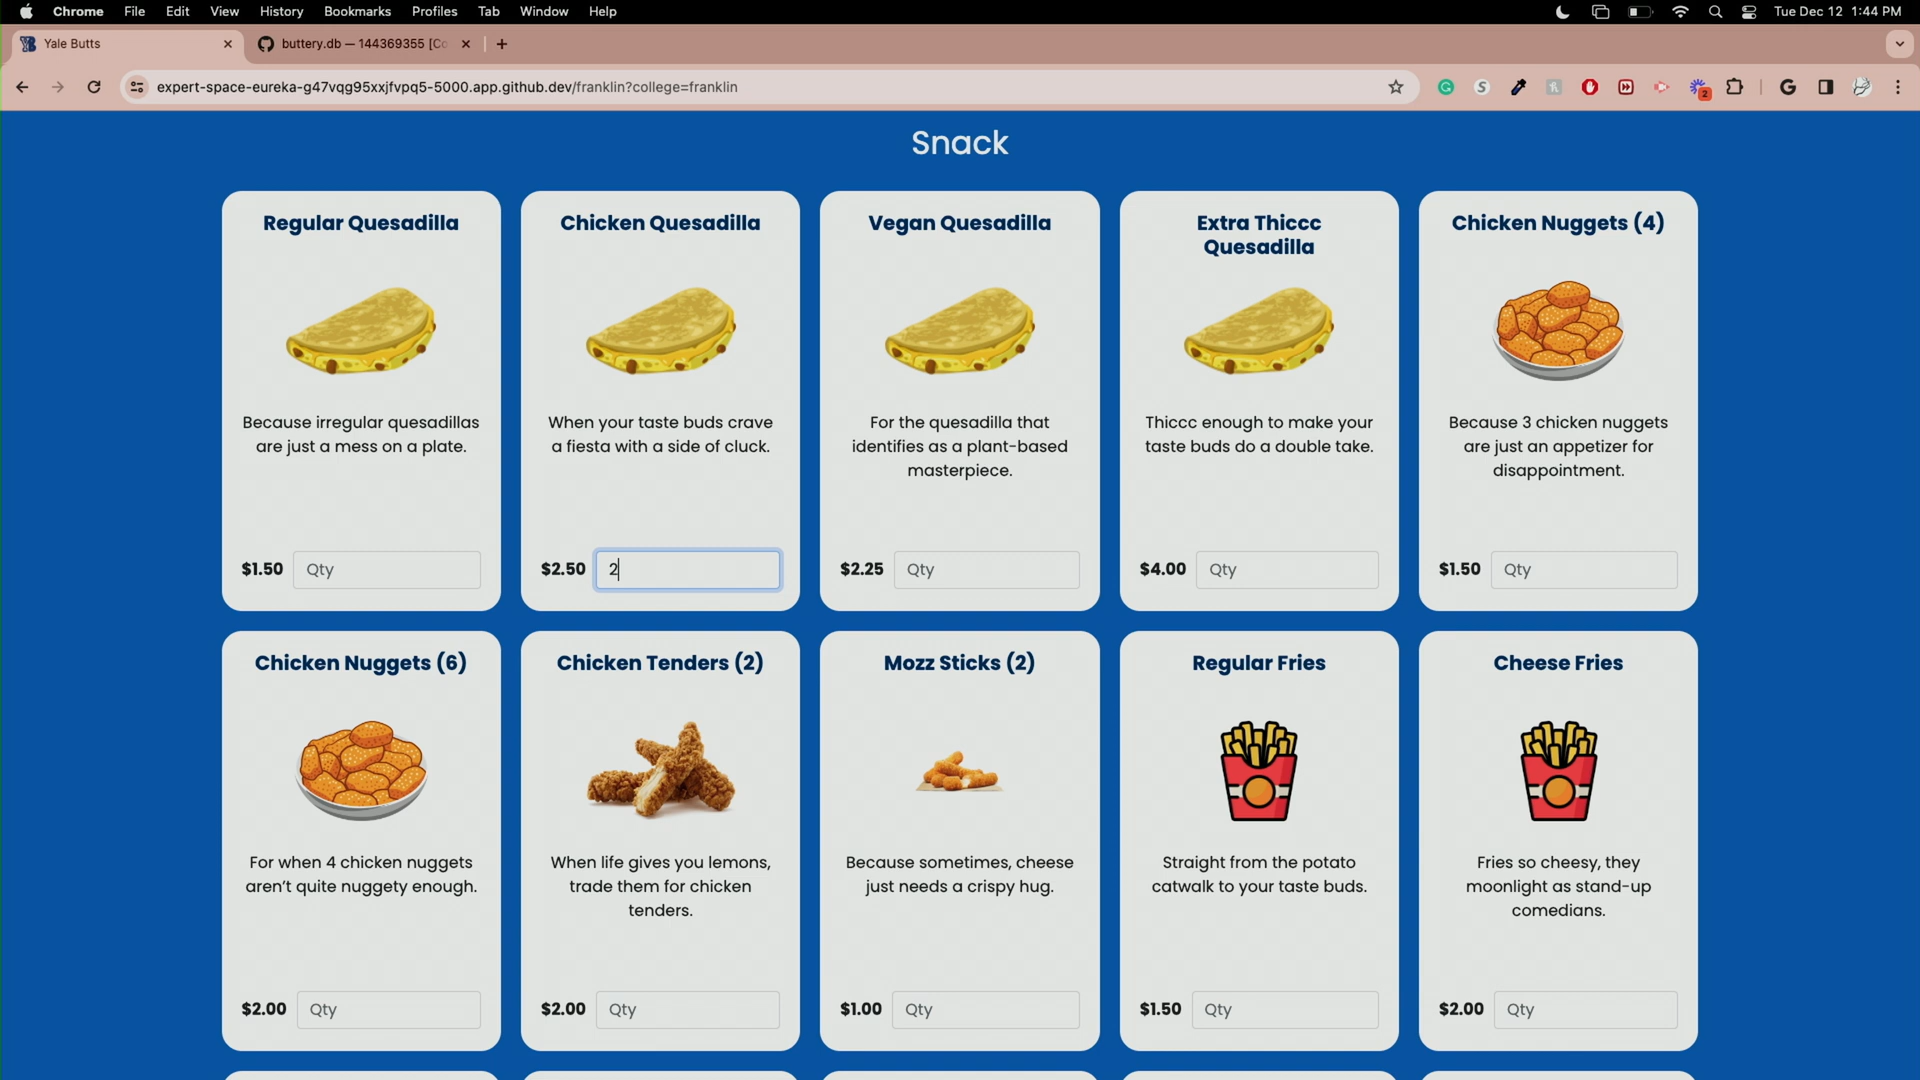 Chrome File Edit View History Bookmarks Profiles Tab Window Help Tue Dec 12 1:44 PM
Yale Butts buttery.db — 144369355 [Co
expert-space-eureka-g47vqg95xxjfvpq5-5000.app.github.dev/franklin?college=franklin
2
Snack
Regular Quesadilla
Because irregular quesadillas
are just a mess on a plate.
$1.50 Qty
Chicken Quesadilla
When your taste buds crave
a fiesta with a side of cluck.
$2.50 2
Vegan Quesadilla
For the quesadilla that
identifies as a plant-based
masterpiece.
$2.25 Qty
Extra Thiccc
Quesadilla
Thiccc enough to make your
taste buds do a double take.
$4.00 Qty
Chicken Nuggets (4)
Because 3 chicken nuggets
are just an appetizer for
disappointment.
$1.50 Qty
Chicken Nuggets (6)
For when 4 chicken nuggets
aren't quite nuggety enough.
$2.00 Qty
Chicken Tenders (2)
When life gives you lemons,
trade them for chicken
tenders.
$2.00 Qty
Mozz Sticks (2)
Because sometimes, cheese
just needs a crispy hug.
$1.00 Qty
Regular Fries
Straight from the potato
catwalk to your taste buds.
$1.50 Qty
Cheese Fries
Fries so cheesy, they
moonlight as stand-up
comedians.
$2.00 Qty